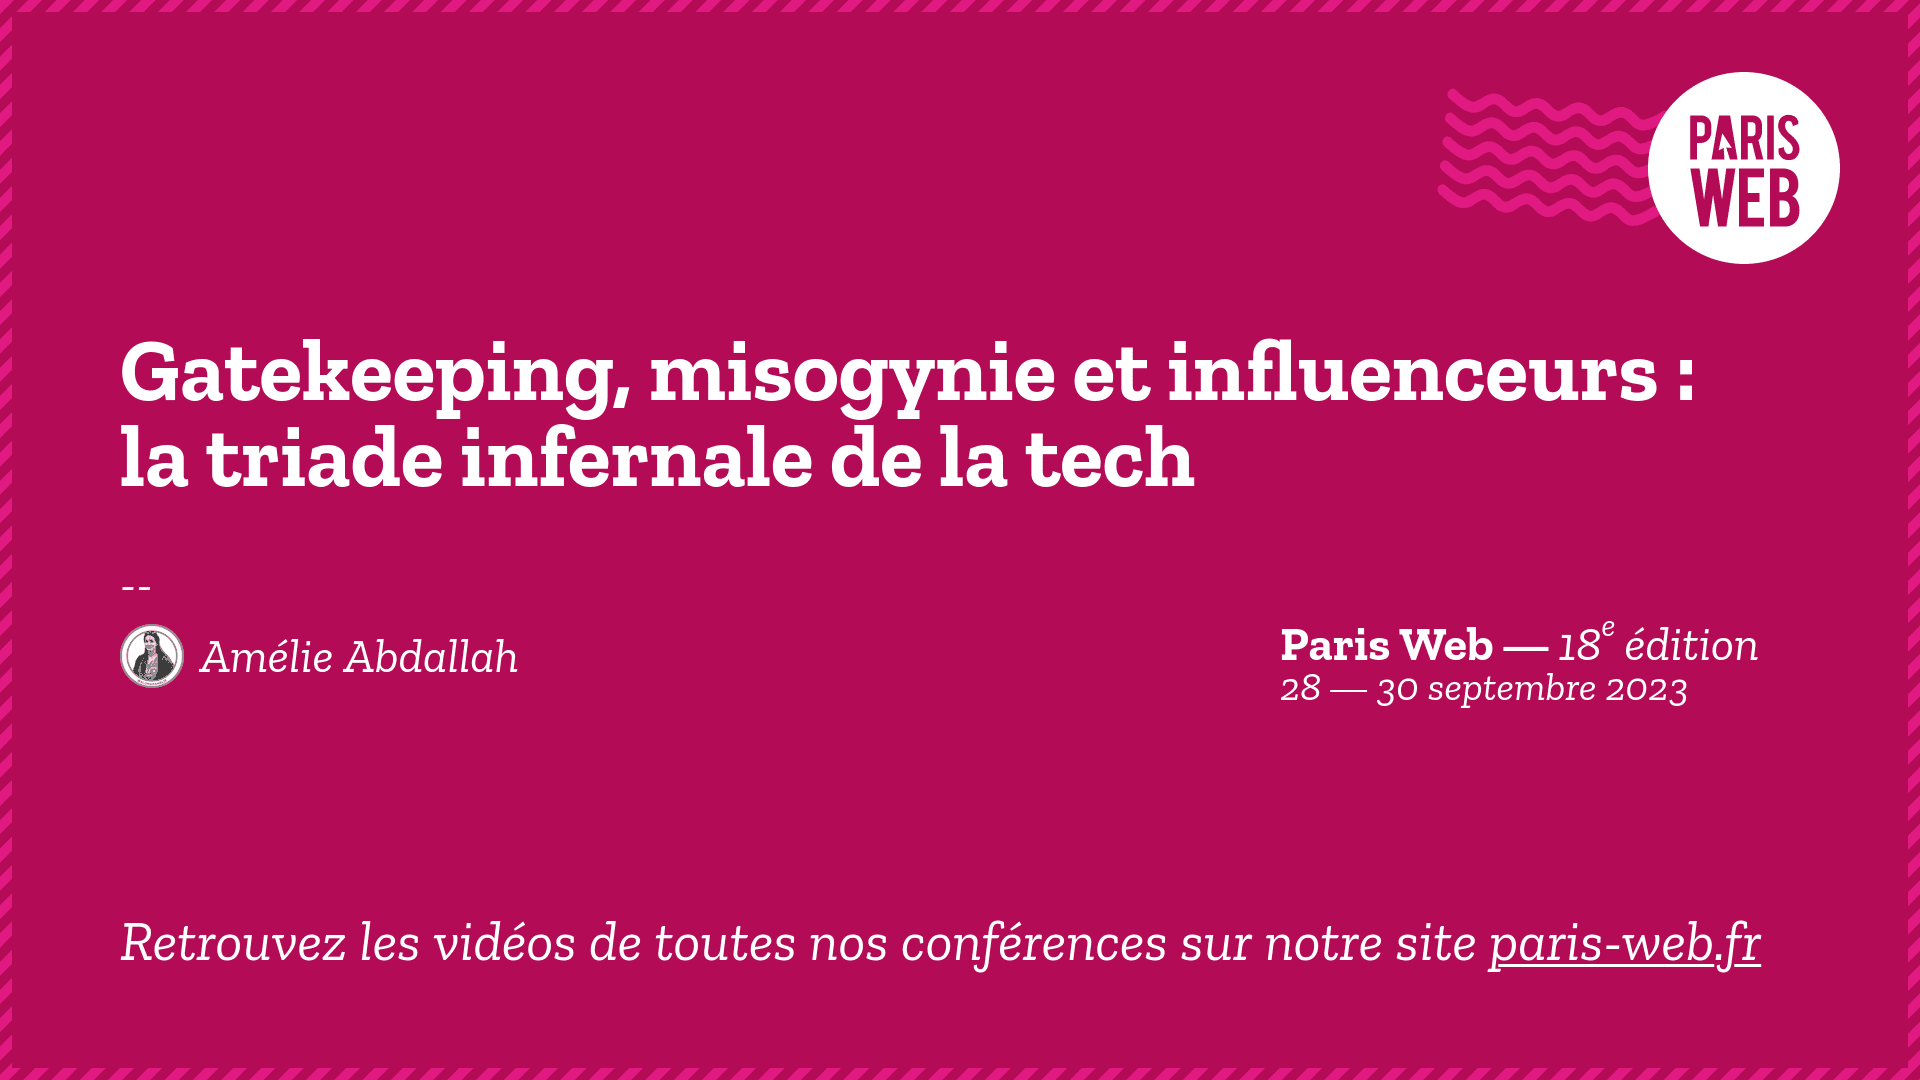 PARIS
WEB
Gatekeeping, misogynie et influenceurs :
la triade infernale de la tech
--
Amélie Abdallah
Paris Web — 18e édition
28 — 30 septembre 2023
Retrouvez les vidéos de toutes nos conférences sur notre site paris-web.fr